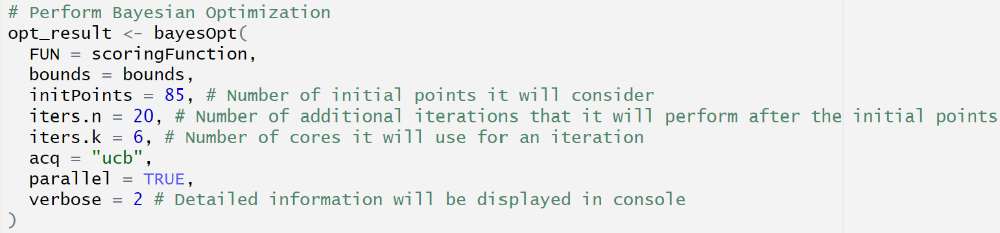 # Perform Bayesian Optimization
opt_result <- bayesOpt(
  FUN = scoringFunction,
  bounds = bounds,
  initPoints = 85, # Number of initial points it will consider
  iters.n = 20, # Number of additional iterations that it will perform after the initial points
  iters.k = 6, # Number of cores it will use for an iteration
  acq = "ucb",
  parallel = TRUE,
  verbose = 2 # Detailed information will be displayed in console
)